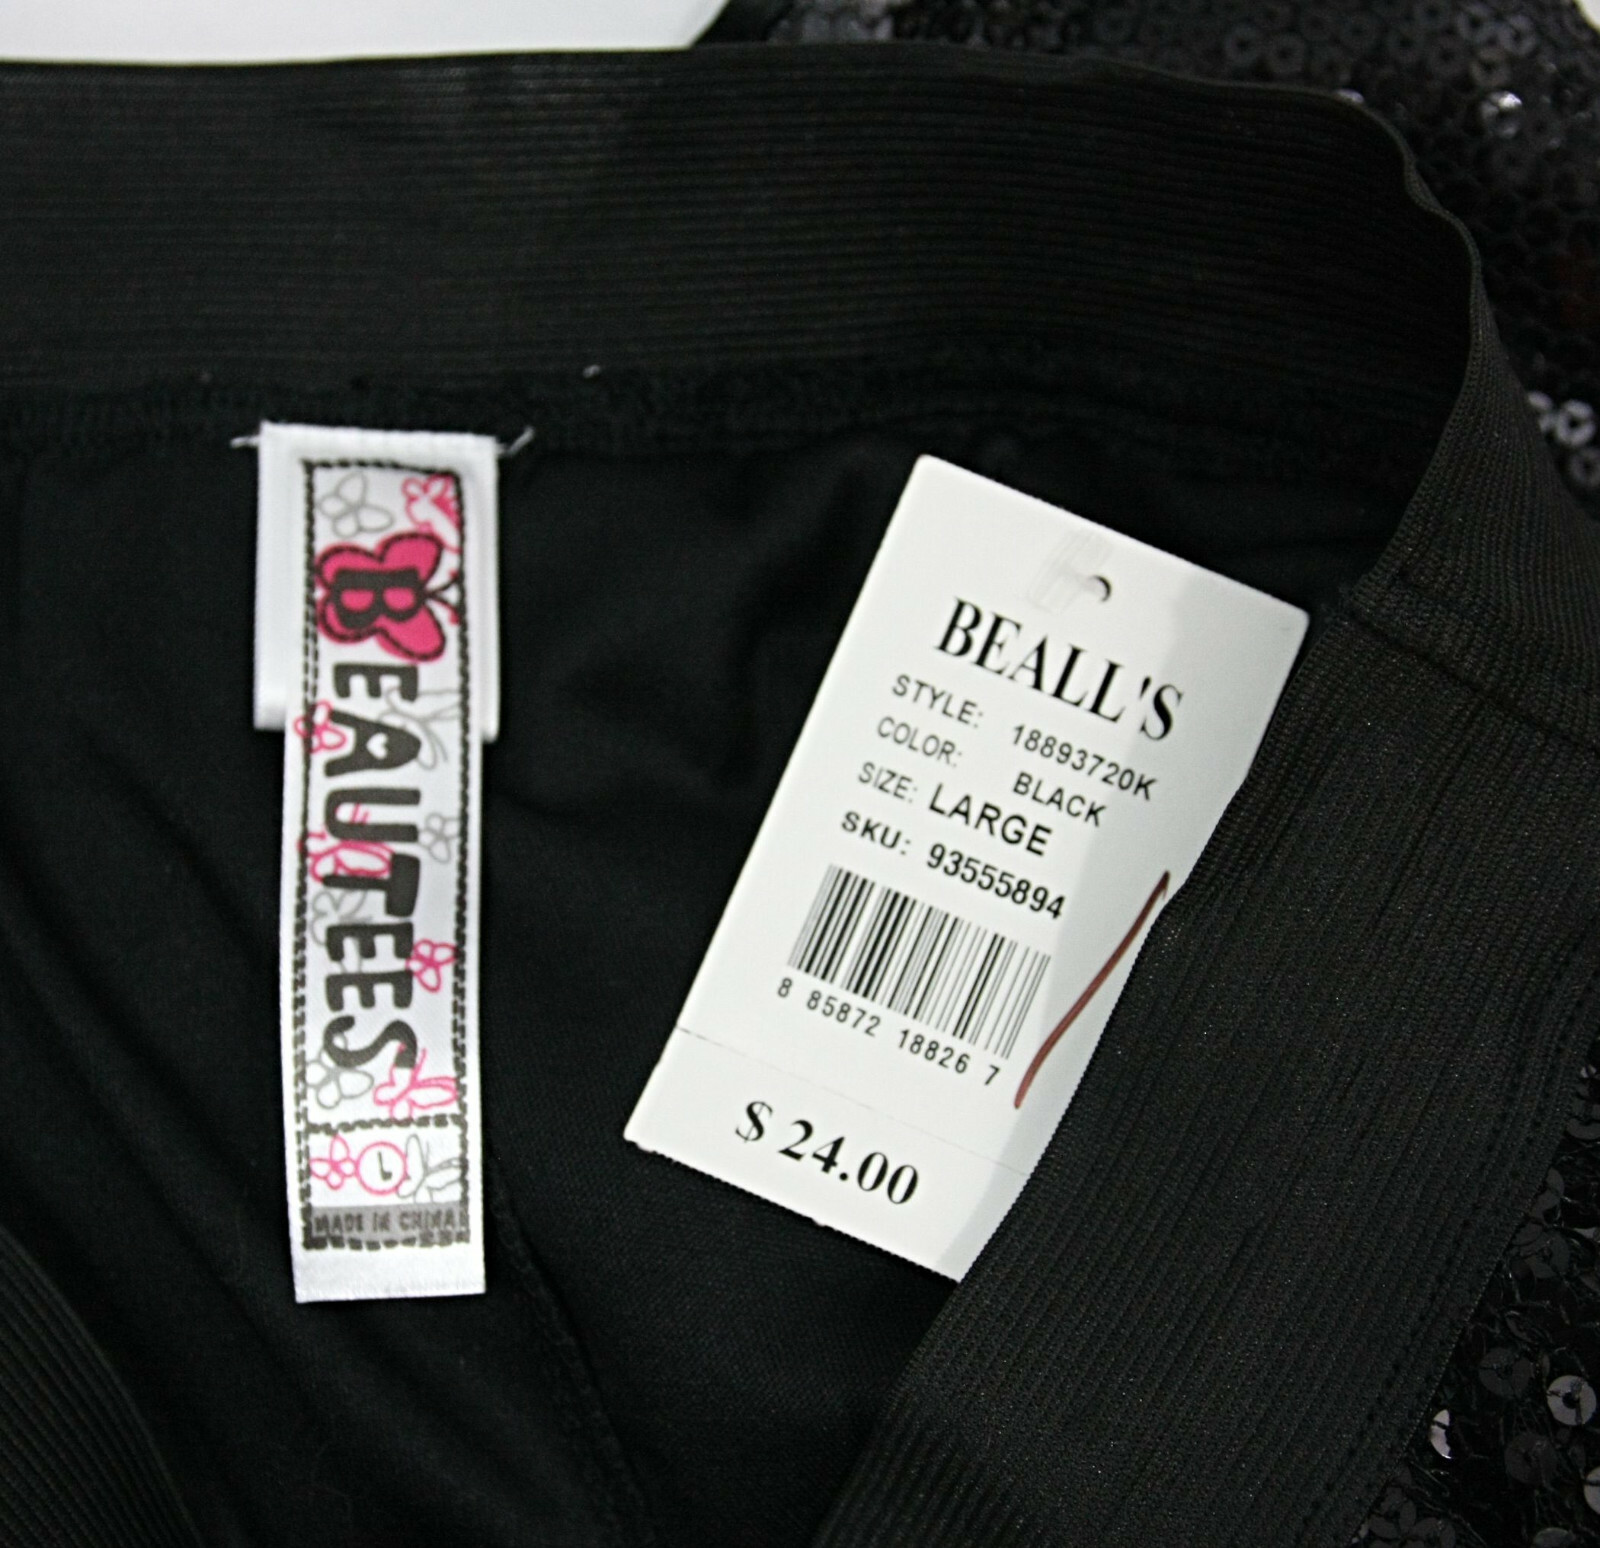 BEAUTEES
L
MADE IN CHINA
BEALL'S
STYLE: 18893720K
COLOR: BLACK
SIZE: LARGE
SKU: 93555894
8 85872 18826 7
$ 24.00